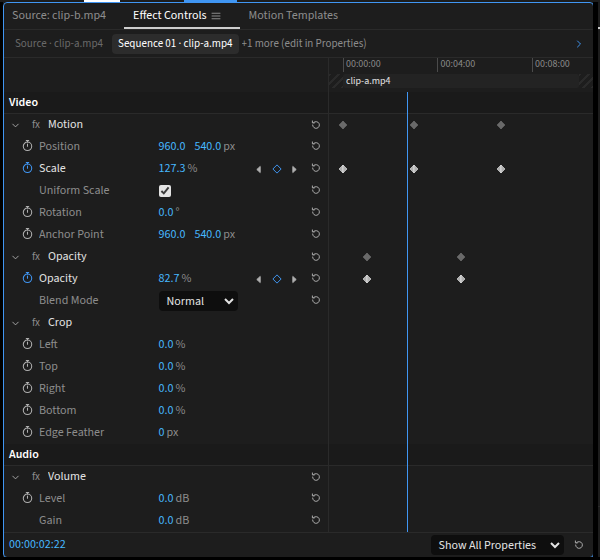 Source: clip-b.mp4 Effect Controls Motion Templates
Source · clip-a.mp4 Sequence 01 · clip-a.mp4 +1 more (edit in Properties)
00:00:00 00:04:00 00:08:00
clip-a.mp4
Video
fx Motion
Position 960.0 540.0 px
Scale 127.3 %
Uniform Scale
Rotation 0.0 °
Anchor Point 960.0 540.0 px
fx Opacity
Opacity 82.7 %
Blend Mode Normal
fx Crop
Left 0.0 %
Top 0.0 %
Right 0.0 %
Bottom 0.0 %
Edge Feather 0 px
Audio
fx Volume
Level 0.0 dB
Gain 0.0 dB
00:00:02:22 Show All Properties